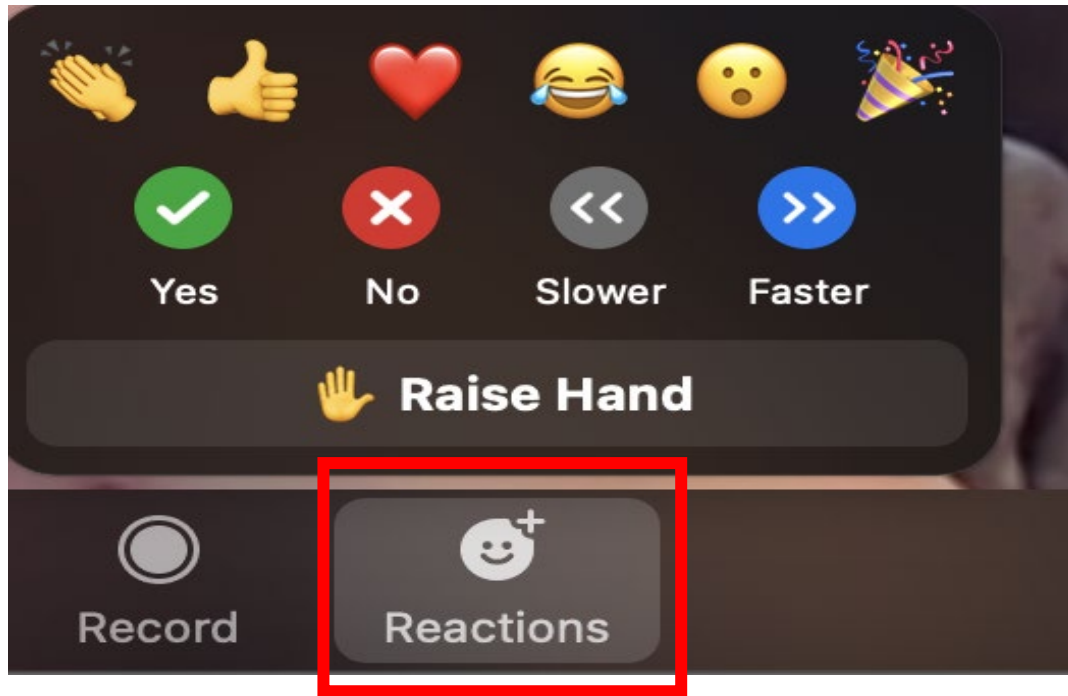 Yes No Slower Faster
Raise Hand
Record Reactions